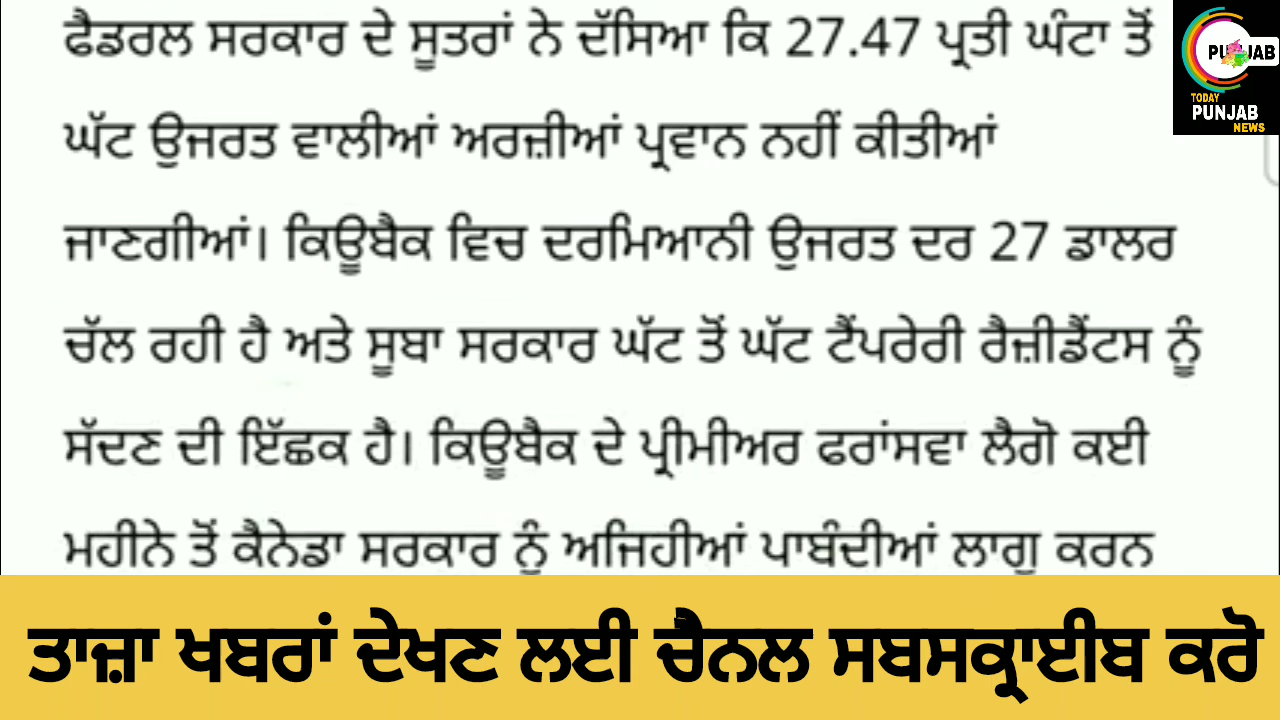 ਫੈਡਰਲ ਸਰਕਾਰ ਦੇ ਸੂਤਰਾਂ ਨੇ ਦੱਸਿਆ ਕਿ 27.47 ਪ੍ਰਤੀ ਘੰਟਾ ਤੋਂ
ਘੱਟ ਉਜਰਤ ਵਾਲੀਆਂ ਅਰਜ਼ੀਆਂ ਪ੍ਰਵਾਨ ਨਹੀਂ ਕੀਤੀਆਂ
ਜਾਣਗੀਆਂ। ਕਿਊਬੈਕ ਵਿਚ ਦਰਮਿਆਨੀ ਉਜਰਤ ਦਰ 27 ਡਾਲਰ
ਚੱਲ ਰਹੀ ਹੈ ਅਤੇ ਸੂਬਾ ਸਰਕਾਰ ਘੱਟ ਤੋਂ ਘੱਟ ਟੈਂਪਰੇਰੀ ਰੈਜ਼ੀਡੈਂਟਸ ਨੂੰ
ਸੱਦਣ ਦੀ ਇੱਛਕ ਹੈ। ਕਿਊਬੈਕ ਦੇ ਪ੍ਰੀਮੀਅਰ ਫਰਾਂਸਵਾ ਲੈਗੋ ਕਈ
ਮਹੀਨੇ ਤੋਂ ਕੈਨੇਡਾ ਸਰਕਾਰ ਨੂੰ ਅਜਿਹੀਆਂ ਪਾਬੰਦੀਆਂ ਲਾਗੂ ਕਰਨ
PUNJAB
TODAY
PUNJAB
NEWS
ਤਾਜ਼ਾ ਖਬਰਾਂ ਦੇਖਣ ਲਈ ਚੈਨਲ ਸਬਸਕ੍ਰਾਈਬ ਕਰੋ